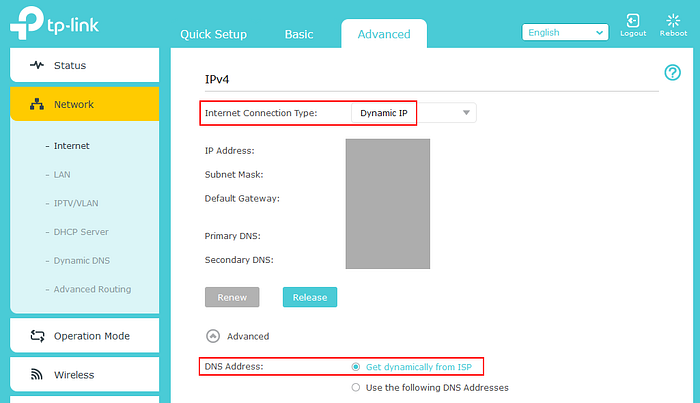 tp-link
Quick Setup
Basic
Advanced
English
Logout
Reboot
Status
Network
- Internet
- LAN
- IPTV/VLAN
- DHCP Server
- Dynamic DNS
- Advanced Routing
Operation Mode
Wireless
IPv4
?
Internet Connection Type: Dynamic IP
IP Address:
Subnet Mask:
Default Gateway:
Primary DNS:
Secondary DNS:
Renew Release
Advanced
DNS Address: Get dynamically from ISP
Use the following DNS Addresses